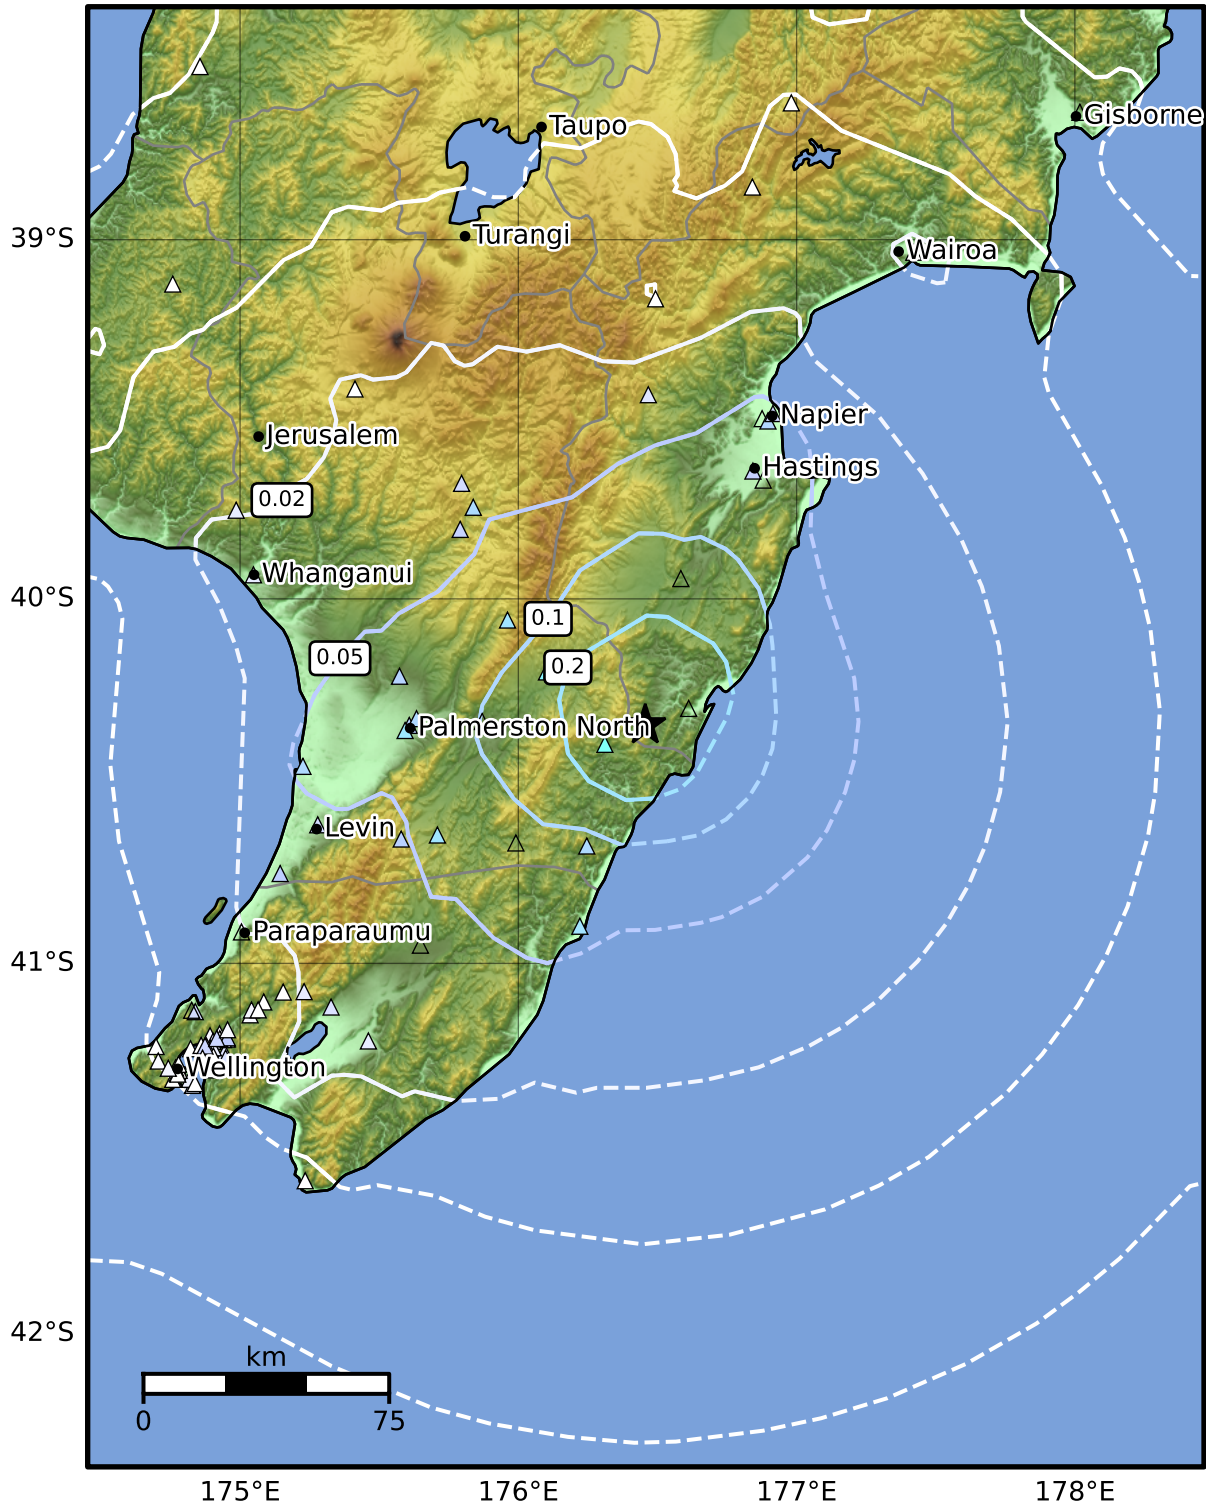 Gisborne
Taupo
39°S
Turangi
Wairoa
Napier
Jerusalem
Hastings
0.02
Whanganui
40°S
0.1
0.05
0.2
Palmerston North
Levin
Paraparaumu
41°S
Wellington
42°S
km
0
75
175°E
176°E
177°E
178°E